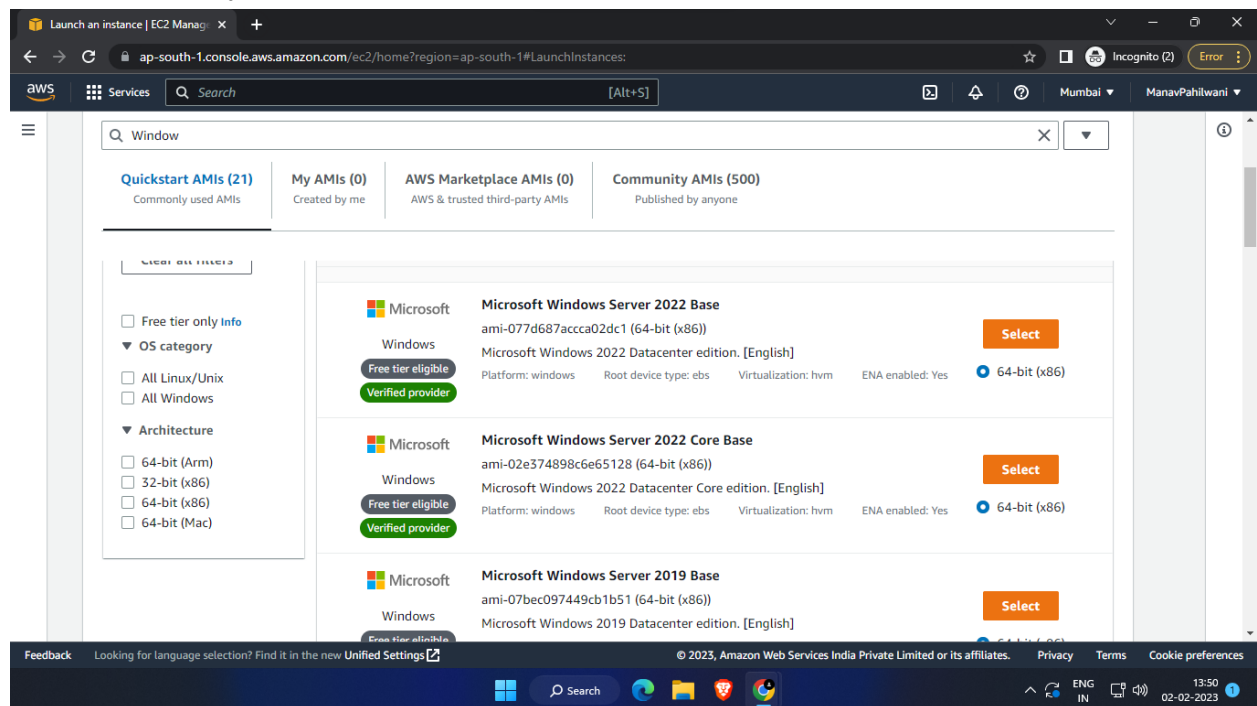 Launch an instance | EC2 Manag
ap-south-1.console.aws.amazon.com/ec2/home?region=ap-south-1#LaunchInstances:
Incognito (2)
Error
aws
Services
Search
[Alt+S]
Mumbai
ManavPahilwani
Window
Quickstart AMIs (21)
Commonly used AMIs
My AMIs (0)
Created by me
AWS Marketplace AMIs (0)
AWS & trusted third-party AMIs
Community AMIs (500)
Published by anyone
Clear all filters
Free tier only Info
OS category
All Linux/Unix
All Windows
Architecture
64-bit (Arm)
32-bit (x86)
64-bit (x86)
64-bit (Mac)
Microsoft
Windows
Free tier eligible
Verified provider
Microsoft Windows Server 2022 Base
ami-077d687accca02dc1 (64-bit (x86))
Microsoft Windows 2022 Datacenter edition. [English]
Platform: windows Root device type: ebs Virtualization: hvm ENA enabled: Yes
Select
64-bit (x86)
Microsoft
Windows
Free tier eligible
Verified provider
Microsoft Windows Server 2022 Core Base
ami-02e374898c6e65128 (64-bit (x86))
Microsoft Windows 2022 Datacenter Core edition. [English]
Platform: windows Root device type: ebs Virtualization: hvm ENA enabled: Yes
Select
64-bit (x86)
Microsoft
Windows
Free tier eligible
Microsoft Windows Server 2019 Base
ami-07bec097449cb1b51 (64-bit (x86))
Microsoft Windows 2019 Datacenter edition. [English]
Select
64-bit (x86)
Feedback
Looking for language selection? Find it in the new Unified Settings
© 2023, Amazon Web Services India Private Limited or its affiliates.
Privacy
Terms
Cookie preferences
Search
ENG
IN
13:50
02-02-2023
1